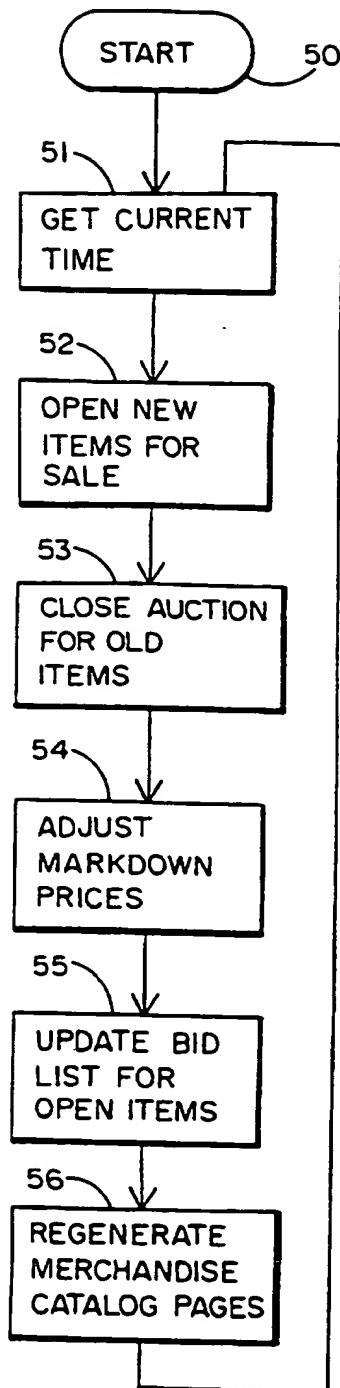 START
50
51
GET CURRENT
TIME
52
OPEN NEW
ITEMS FOR
SALE
53
CLOSE AUCTION
FOR OLD
ITEMS
54
ADJUST
MARKDOWN
PRICES
55
UPDATE BID
LIST FOR
OPEN ITEMS
56
REGENERATE
MERCHANDISE
CATALOG PAGES